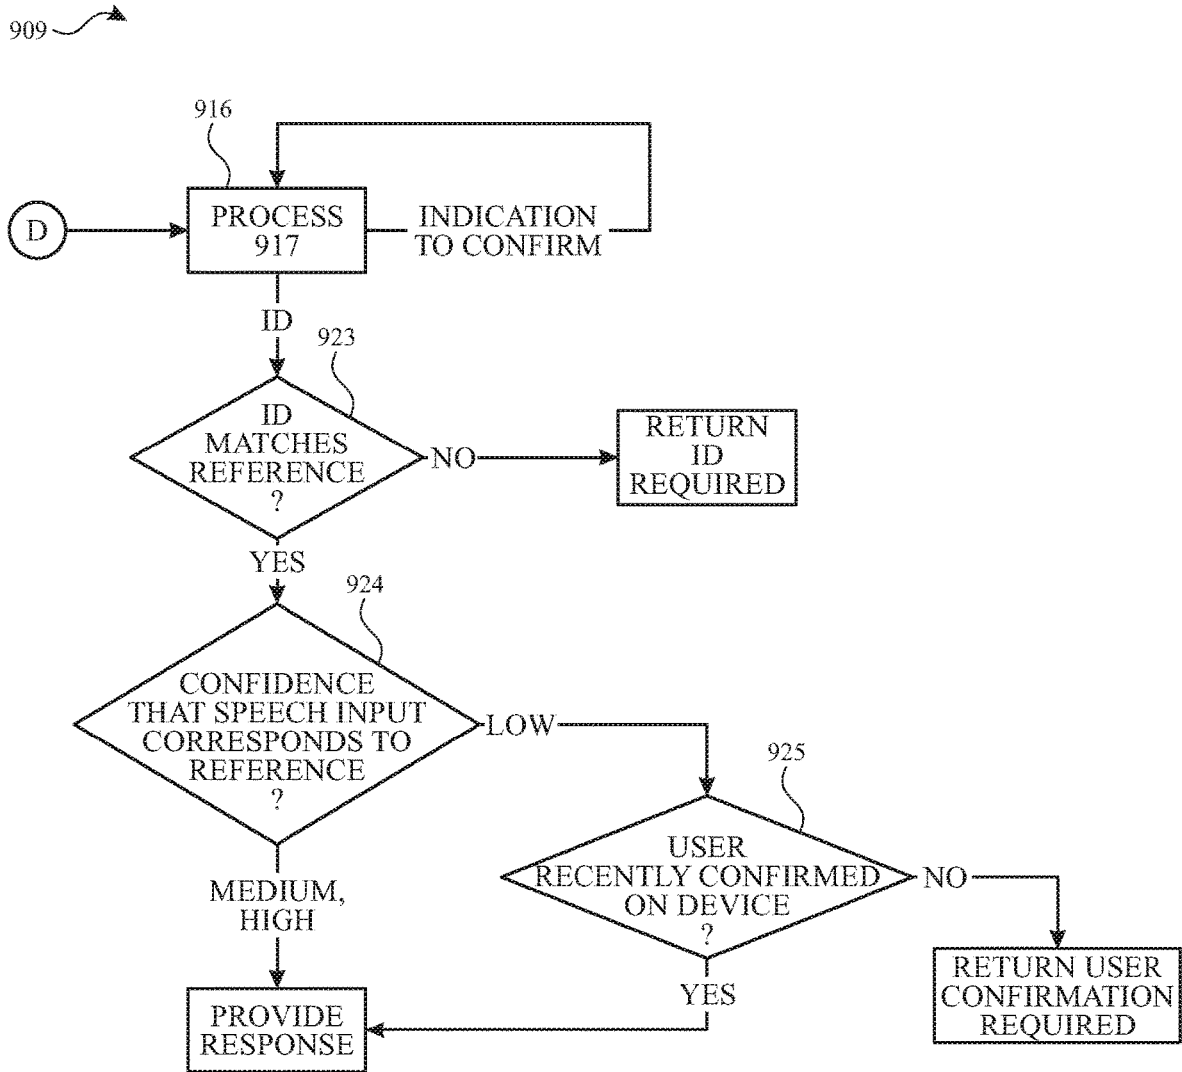 909
916
D
PROCESS
917
INDICATION
TO CONFIRM
ID
923
ID
MATCHES
REFERENCE
?
NO
RETURN
ID
REQUIRED
YES
924
CONFIDENCE
THAT SPEECH INPUT
CORRESPONDS TO
REFERENCE
?
LOW
925
USER
RECENTLY CONFIRMED
ON DEVICE
?
NO
MEDIUM,
HIGH
YES
RETURN USER
CONFIRMATION
REQUIRED
PROVIDE
RESPONSE